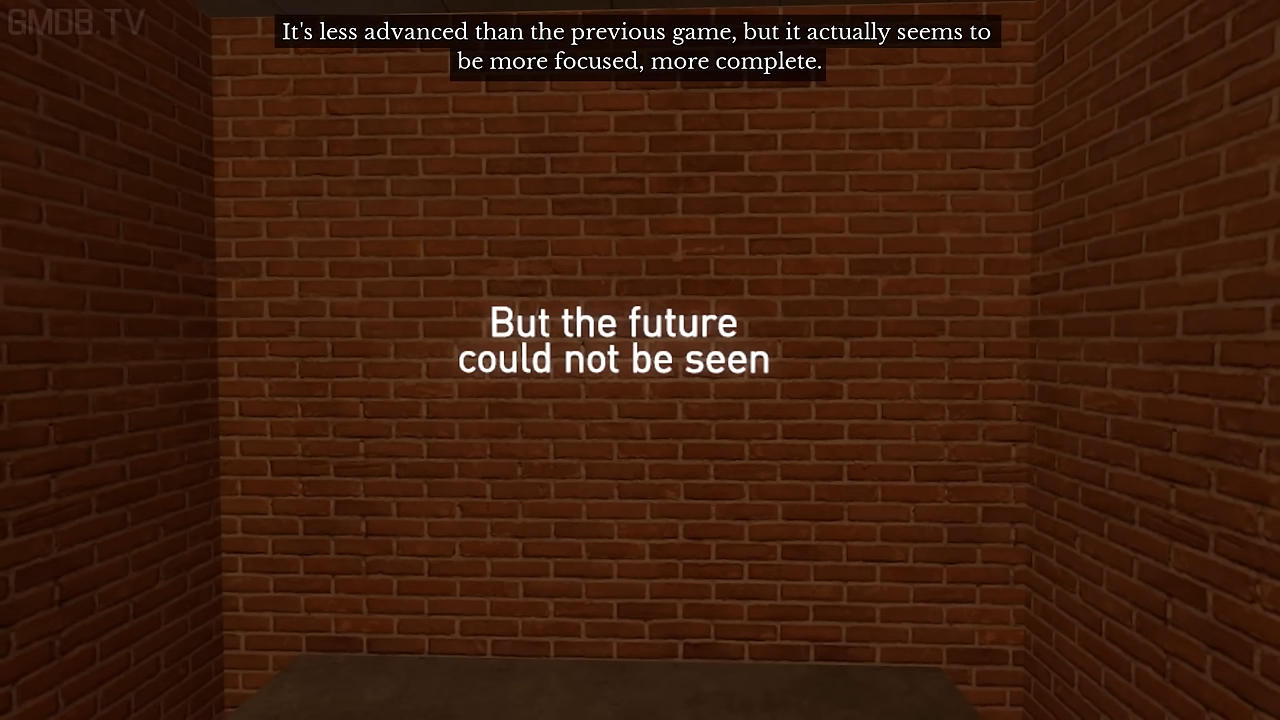 GMDB.TV
It's less advanced than the previous game, but it actually seems to
be more focused, more complete.
But the future
could not be seen